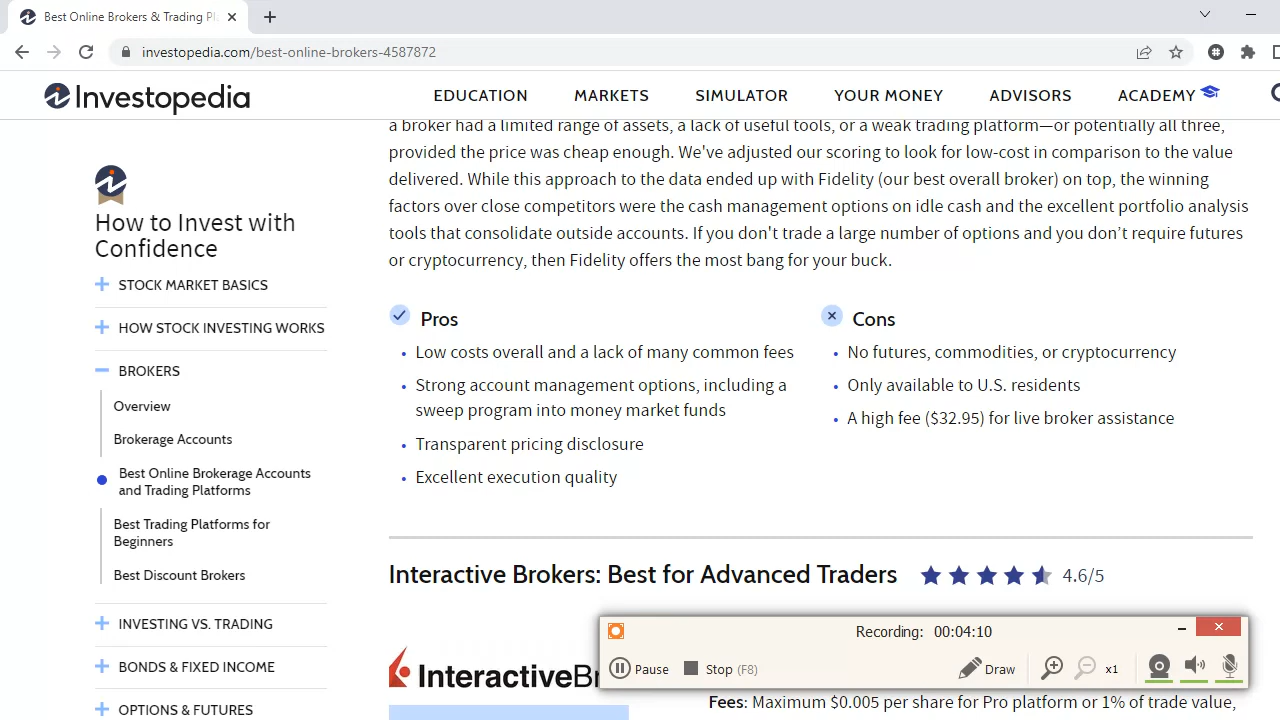 Best Online Brokers & Trading Pl
investopedia.com/best-online-brokers-4587872
Investopedia
EDUCATION MARKETS SIMULATOR YOUR MONEY ADVISORS ACADEMY
a broker had a limited range of assets, a lack of useful tools, or a weak trading platform—or potentially all three,
provided the price was cheap enough. We've adjusted our scoring to look for low-cost in comparison to the value
delivered. While this approach to the data ended up with Fidelity (our best overall broker) on top, the winning
factors over close competitors were the cash management options on idle cash and the excellent portfolio analysis
tools that consolidate outside accounts. If you don't trade a large number of options and you don’t require futures
or cryptocurrency, then Fidelity offers the most bang for your buck.
How to Invest with
Confidence
STOCK MARKET BASICS
HOW STOCK INVESTING WORKS
BROKERS
Overview
Brokerage Accounts
Best Online Brokerage Accounts
and Trading Platforms
Best Trading Platforms for
Beginners
Best Discount Brokers
INVESTING VS. TRADING
BONDS & FIXED INCOME
OPTIONS & FUTURES
Pros
Low costs overall and a lack of many common fees
Strong account management options, including a
sweep program into money market funds
Transparent pricing disclosure
Excellent execution quality
Cons
No futures, commodities, or cryptocurrency
Only available to U.S. residents
A high fee ($32.95) for live broker assistance
Interactive Brokers: Best for Advanced Traders 4.6/5
InteractiveBr
Recording: 00:04:10
Pause Stop (F8) Draw x1
Fees: Maximum $0.005 per share for Pro platform or 1% of trade value,